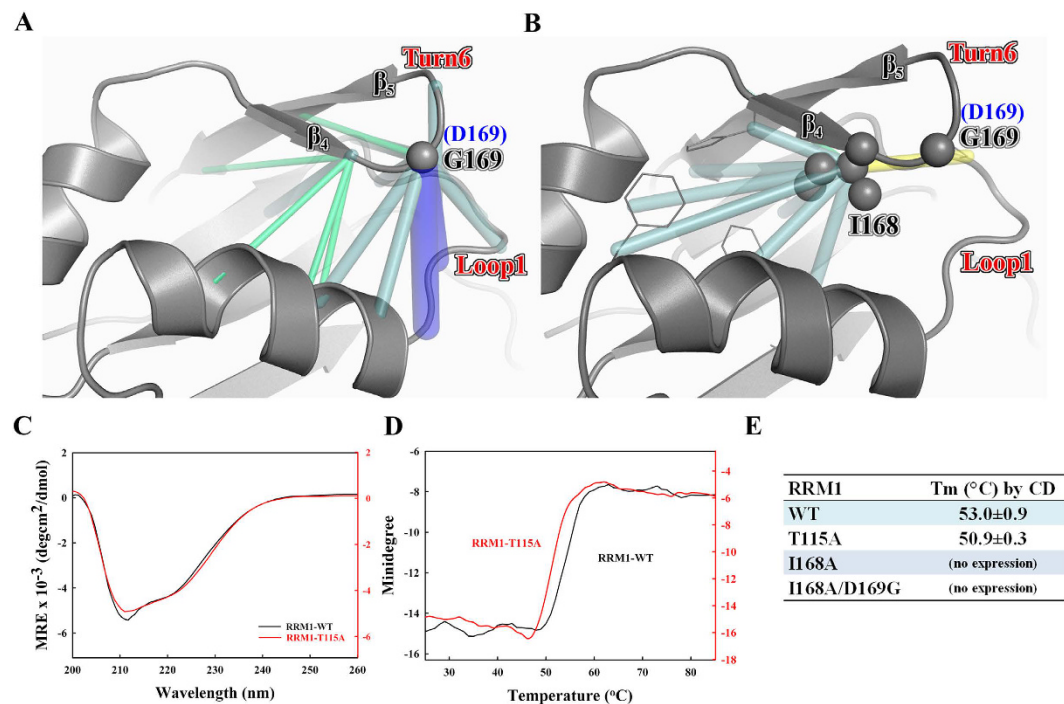 A
Turn6
β5
β4
(D169)
G169
Loop1
B
Turn6
β5
β4
(D169)
G169
I168
Loop1
C
MRE x 10-3 (degcm2/dmol)
2
0
-2
-4
-6
2
0
-2
-4
-6
RRM1-WT
RRM1-T115A
200 210 220 230 240 250 260
Wavelength (nm)
D
Minidegree
-6
-8
-10
-12
-14
-16
-4
-6
-8
-10
-12
-14
-16
-18
RRM1-T115A
RRM1-WT
30 40 50 60 70 80
Temperature (oC)
E
RRM1 Tm (°C) by CD
WT 53.0±0.9
T115A 50.9±0.3
I168A (no expression)
I168A/D169G (no expression)